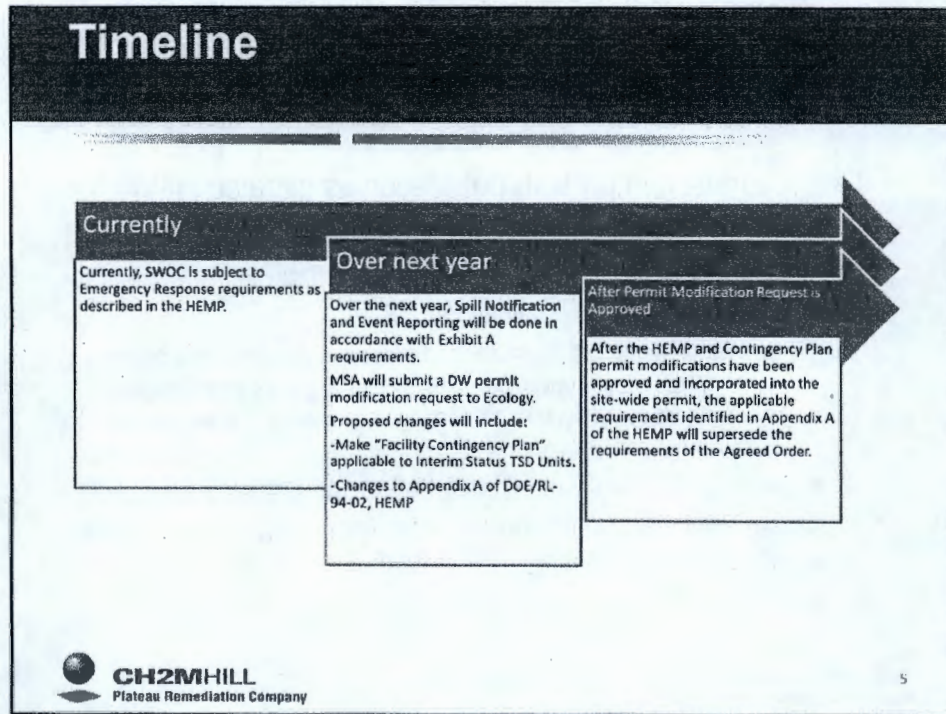 Timeline
Currently
Currently, SWOC is subject to
Emergency Response requirements as
described in the HEMP.
Over next year
Over the next year, Spill Notification
and Event Reporting will be done in
accordance with Exhibit A
requirements.
MSA will submit a DW permit
modification request to Ecology.
Proposed changes will include:
-Make "Facility Contingency Plan"
applicable to Interim Status TSD Units.
-Changes to Appendix A of DOE/RL-
94-02, HEMP
After Permit Modification Request is
Approved
After the HEMP and Contingency Plan
permit modifications have been
approved and incorporated into the
site-wide permit, the applicable
requirements identified in Appendix A
of the HEMP will supersede the
requirements of the Agreed Order.
CH2MHILL
Plateau Remediation Company
5